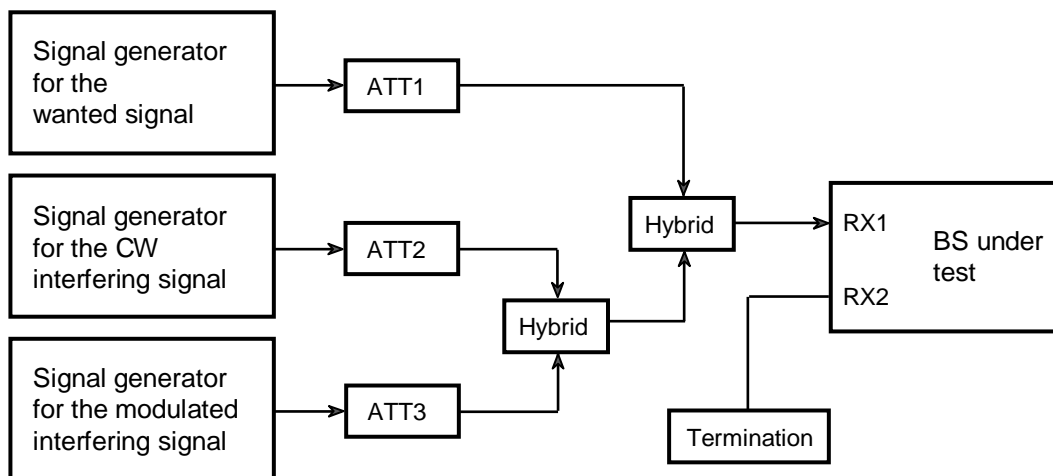 Signal generator
for the
wanted signal
ATT1
Signal generator
for the CW
interfering signal
ATT2
Hybrid
Hybrid
Signal generator
for the modulated
interfering signal
ATT3
RX1
BS under
test
RX2
Termination